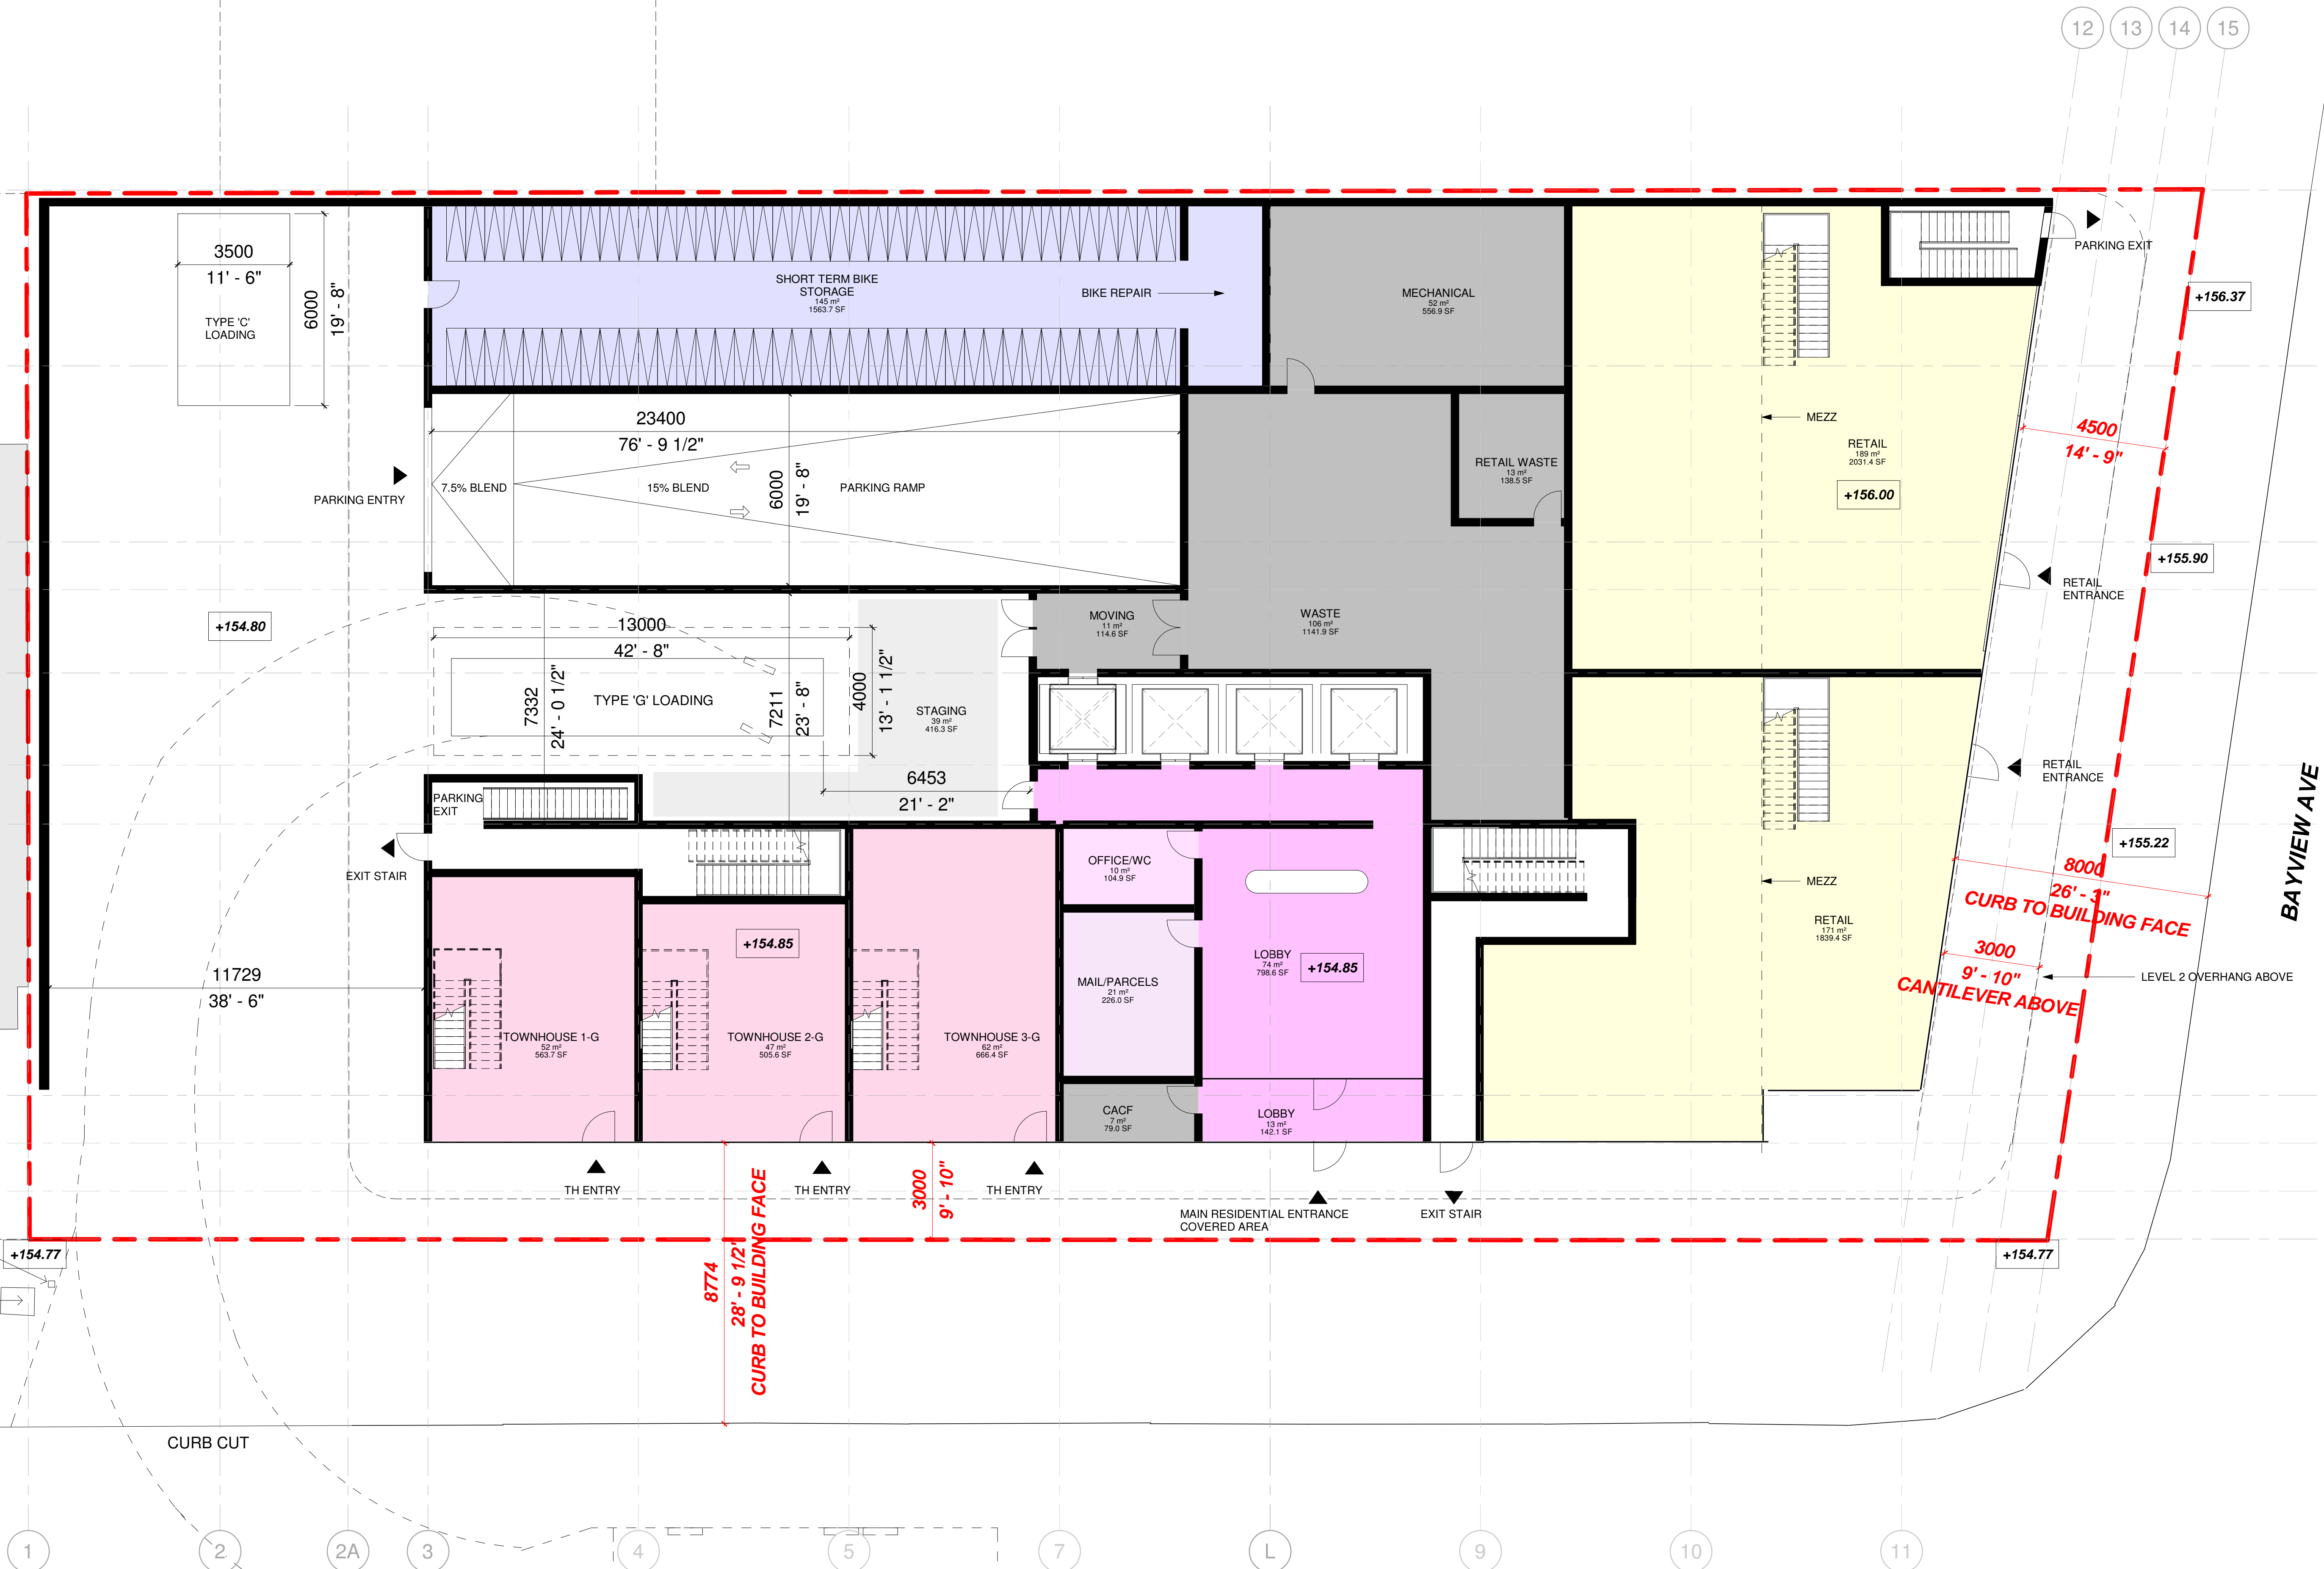 12
13
14
15
3500
11' - 6"
6000
19' - 8"
TYPE 'C'
LOADING
SHORT TERM BIKE
STORAGE
145 m²
1563.7 SF
BIKE REPAIR
MECHANICAL
52 m²
556.9 SF
PARKING EXIT
+156.37
23400
76' - 9 1/2"
PARKING ENTRY
7.5% BLEND
15% BLEND
6000
19' - 8"
PARKING RAMP
RETAIL WASTE
13 m²
138.5 SF
MEZZ
RETAIL
189 m²
2031.4 SF
+156.00
4500
14' - 9"
+155.90
RETAIL
ENTRANCE
+154.80
13000
42' - 8"
7332
24' - 0 1/2"
TYPE 'G' LOADING
7211
23' - 8"
4000
13' - 1 1/2"
STAGING
39 m²
416.3 SF
MOVING
11 m²
114.6 SF
WASTE
106 m²
1141.9 SF
6453
21' - 2"
RETAIL
ENTRANCE
BAYVIEW AVE
PARKING
EXIT
EXIT STAIR
OFFICE/WC
10 m²
104.9 SF
+155.22
8000
26' - 3"
CURB TO BUILDING FACE
MEZZ
RETAIL
171 m²
1839.4 SF
3000
9' - 10"
CANTILEVER ABOVE
LEVEL 2 OVERHANG ABOVE
+154.85
LOBBY
74 m²
798.6 SF
+154.85
MAIL/PARCELS
21 m²
226.0 SF
11729
38' - 6"
TOWNHOUSE 1-G
52 m²
563.7 SF
TOWNHOUSE 2-G
47 m²
505.6 SF
TOWNHOUSE 3-G
62 m²
666.4 SF
CACF
7 m²
79.0 SF
LOBBY
13 m²
142.1 SF
TH ENTRY
TH ENTRY
TH ENTRY
3000
9' - 10"
MAIN RESIDENTIAL ENTRANCE
COVERED AREA
EXIT STAIR
+154.77
+154.77
8774
28' - 9 1/2"
CURB TO BUILDING FACE
CURB CUT
1
2
2A
3
4
5
7
L
9
10
11